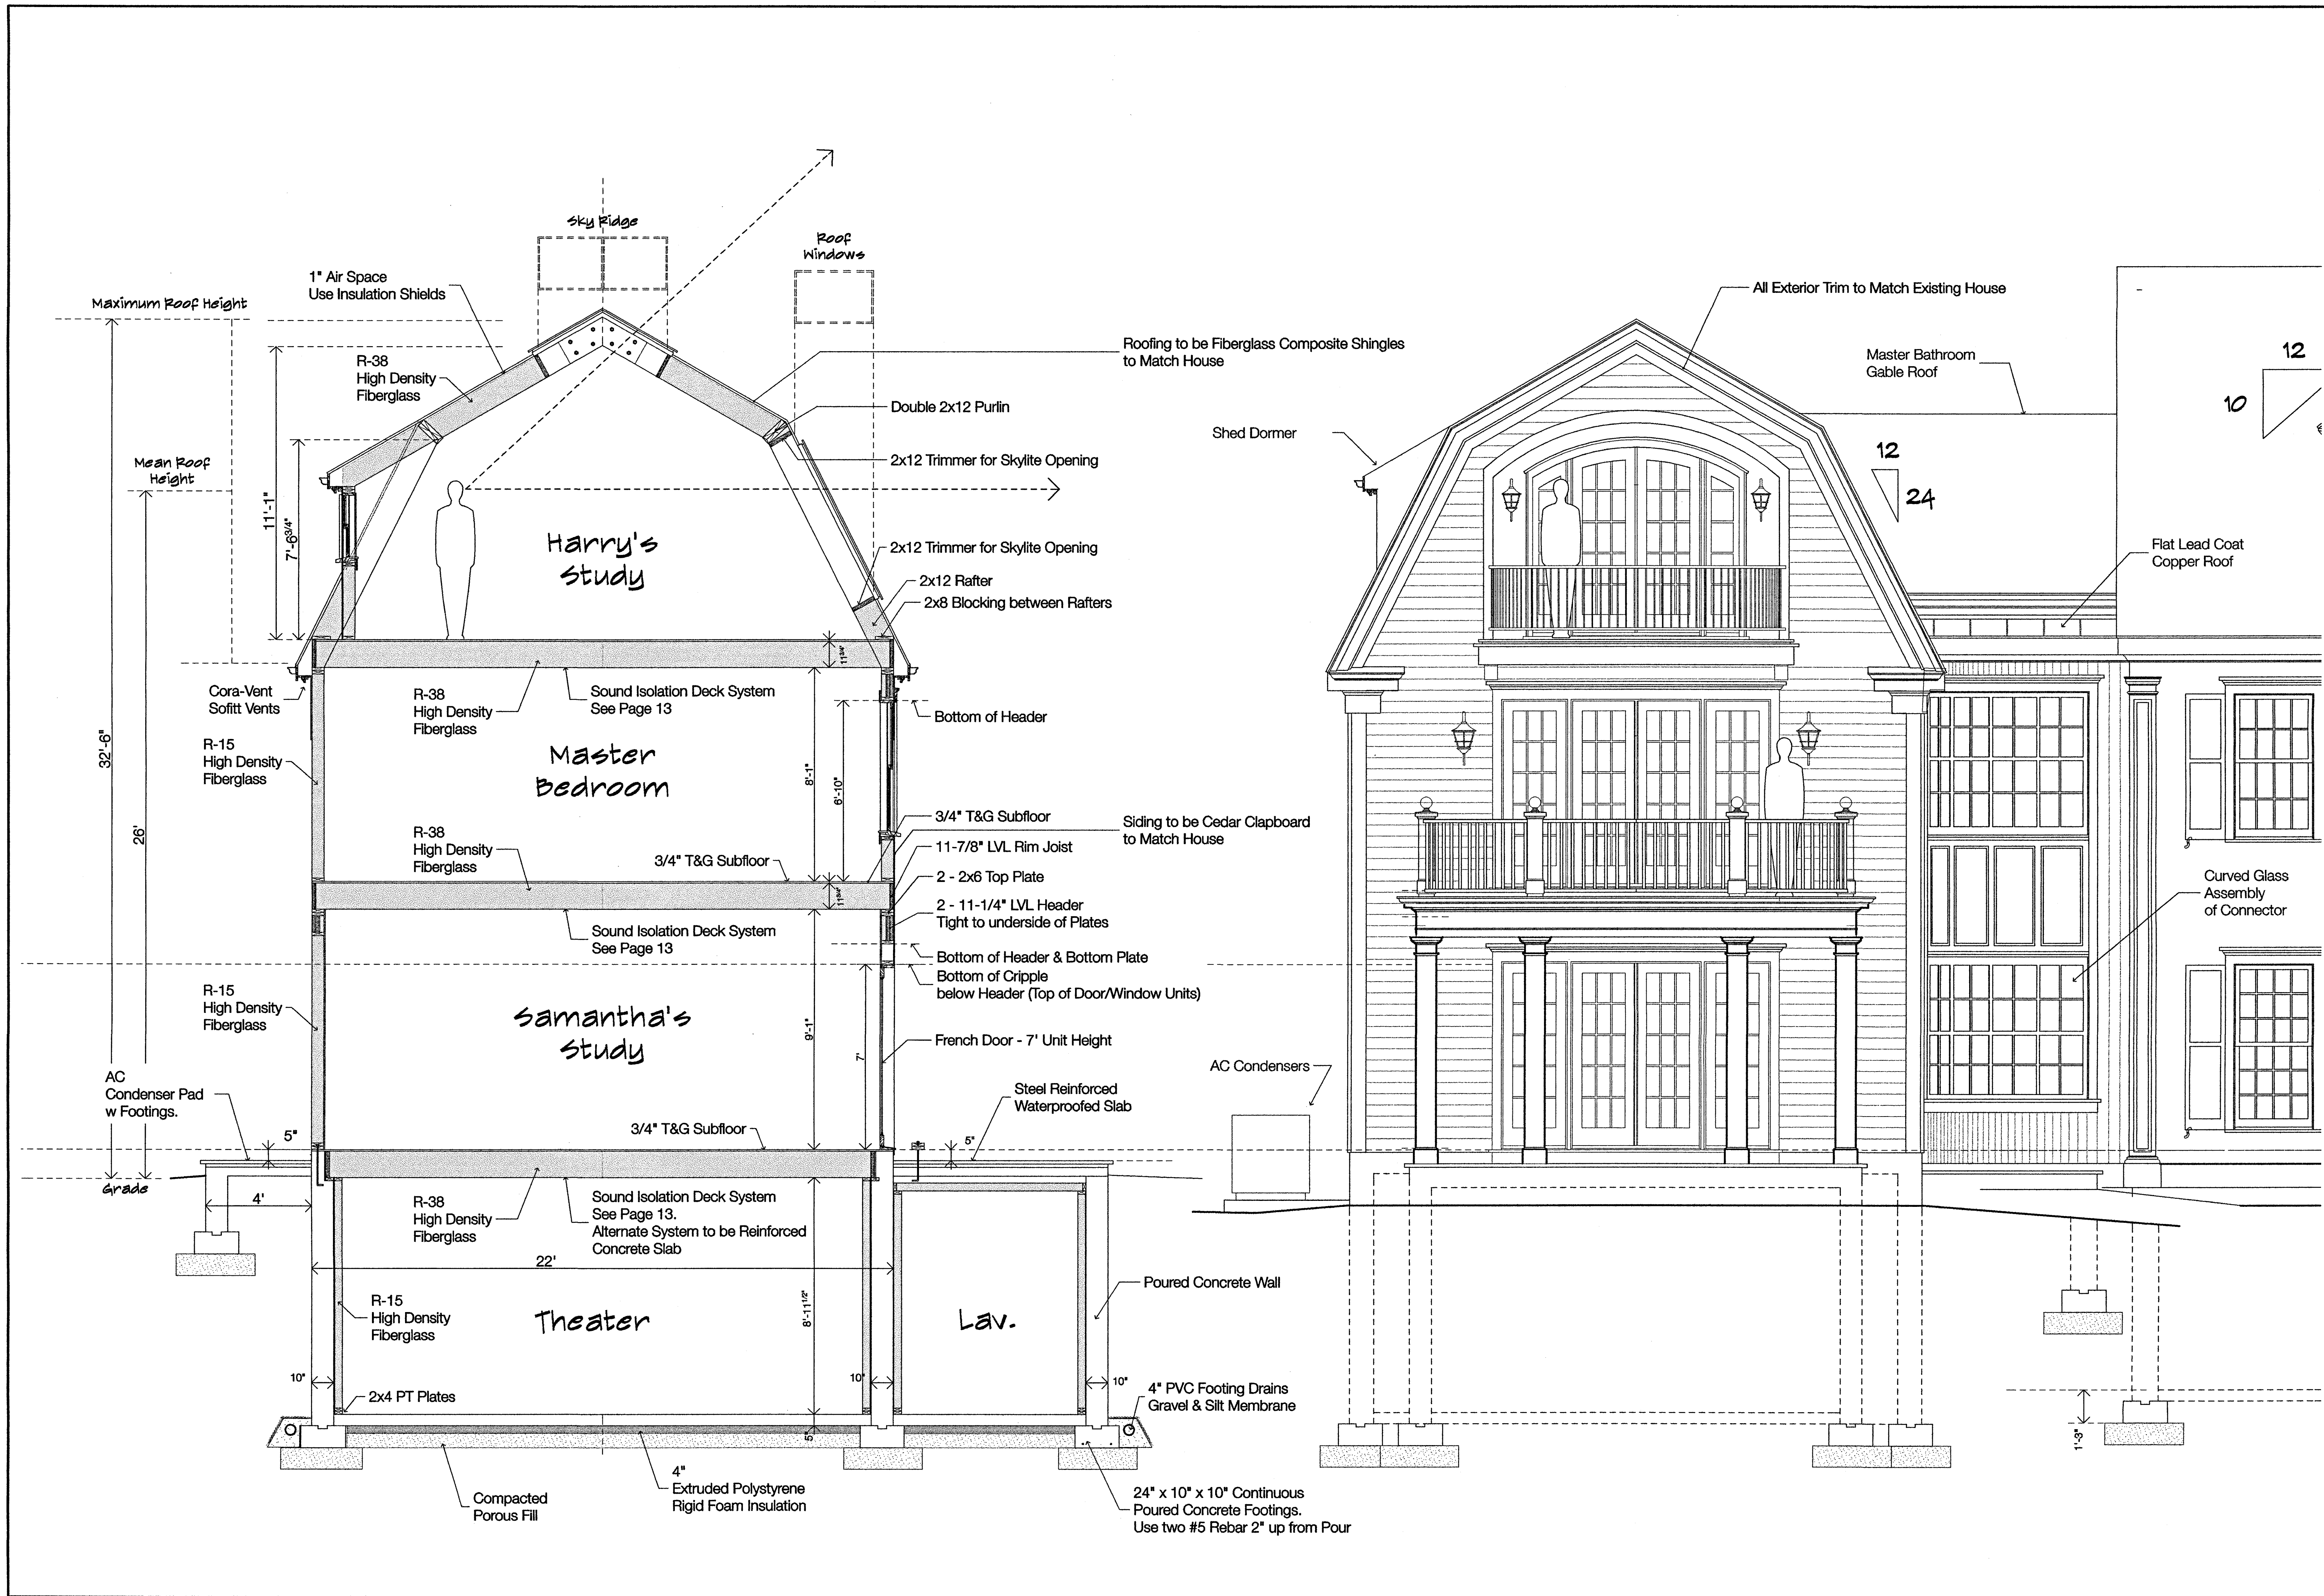 Sky Ridge
Roof
Windows
1" Air Space
Use Insulation Shields
Maximum Roof Height
R-38
High Density
Fiberglass
Roofing to be Fiberglass Composite Shingles
to Match House
Double 2x12 Purlin
2x12 Trimmer for Skylite Opening
Mean Roof
Height
11'-1"
7'-6 3/4"
Harry's
Study
2x12 Trimmer for Skylite Opening
2x12 Rafter
2x8 Blocking between Rafters
11 3/4"
Cora-Vent
Sofitt Vents
R-38
High Density
Fiberglass
Sound Isolation Deck System
See Page 13
Bottom of Header
R-15
High Density
Fiberglass
32'-6"
26'
Master
Bedroom
8'-1"
6'-10"
R-38
High Density
Fiberglass
3/4" T&G Subfloor
3/4" T&G Subfloor
Siding to be Cedar Clapboard
to Match House
11-7/8" LVL Rim Joist
2 - 2x6 Top Plate
11 3/4"
2 - 11-1/4" LVL Header
Tight to underside of Plates
Sound Isolation Deck System
See Page 13
Bottom of Header & Bottom Plate
Bottom of Cripple
below Header (Top of Door/Window Units)
R-15
High Density
Fiberglass
Samantha's
Study
9'-1"
7'
French Door - 7' Unit Height
AC
Condenser Pad
w Footings.
Steel Reinforced
Waterproofed Slab
3/4" T&G Subfloor
5"
5"
Grade
4'
R-38
High Density
Fiberglass
Sound Isolation Deck System
See Page 13.
Alternate System to be Reinforced
Concrete Slab
22'
Poured Concrete Wall
R-15
High Density
Fiberglass
Theater
8'-11 1/2"
Lav.
10"
10"
10"
2x4 PT Plates
4" PVC Footing Drains
Gravel & Silt Membrane
5"
4"
Extruded Polystyrene
Rigid Foam Insulation
Compacted
Porous Fill
24" x 10" x 10" Continuous
Poured Concrete Footings.
Use two #5 Rebar 2" up from Pour
All Exterior Trim to Match Existing House
Master Bathroom
Gable Roof
12
10
Shed Dormer
12
24
Flat Lead Coat
Copper Roof
Curved Glass
Assembly
of Connector
AC Condensers
1'-3"